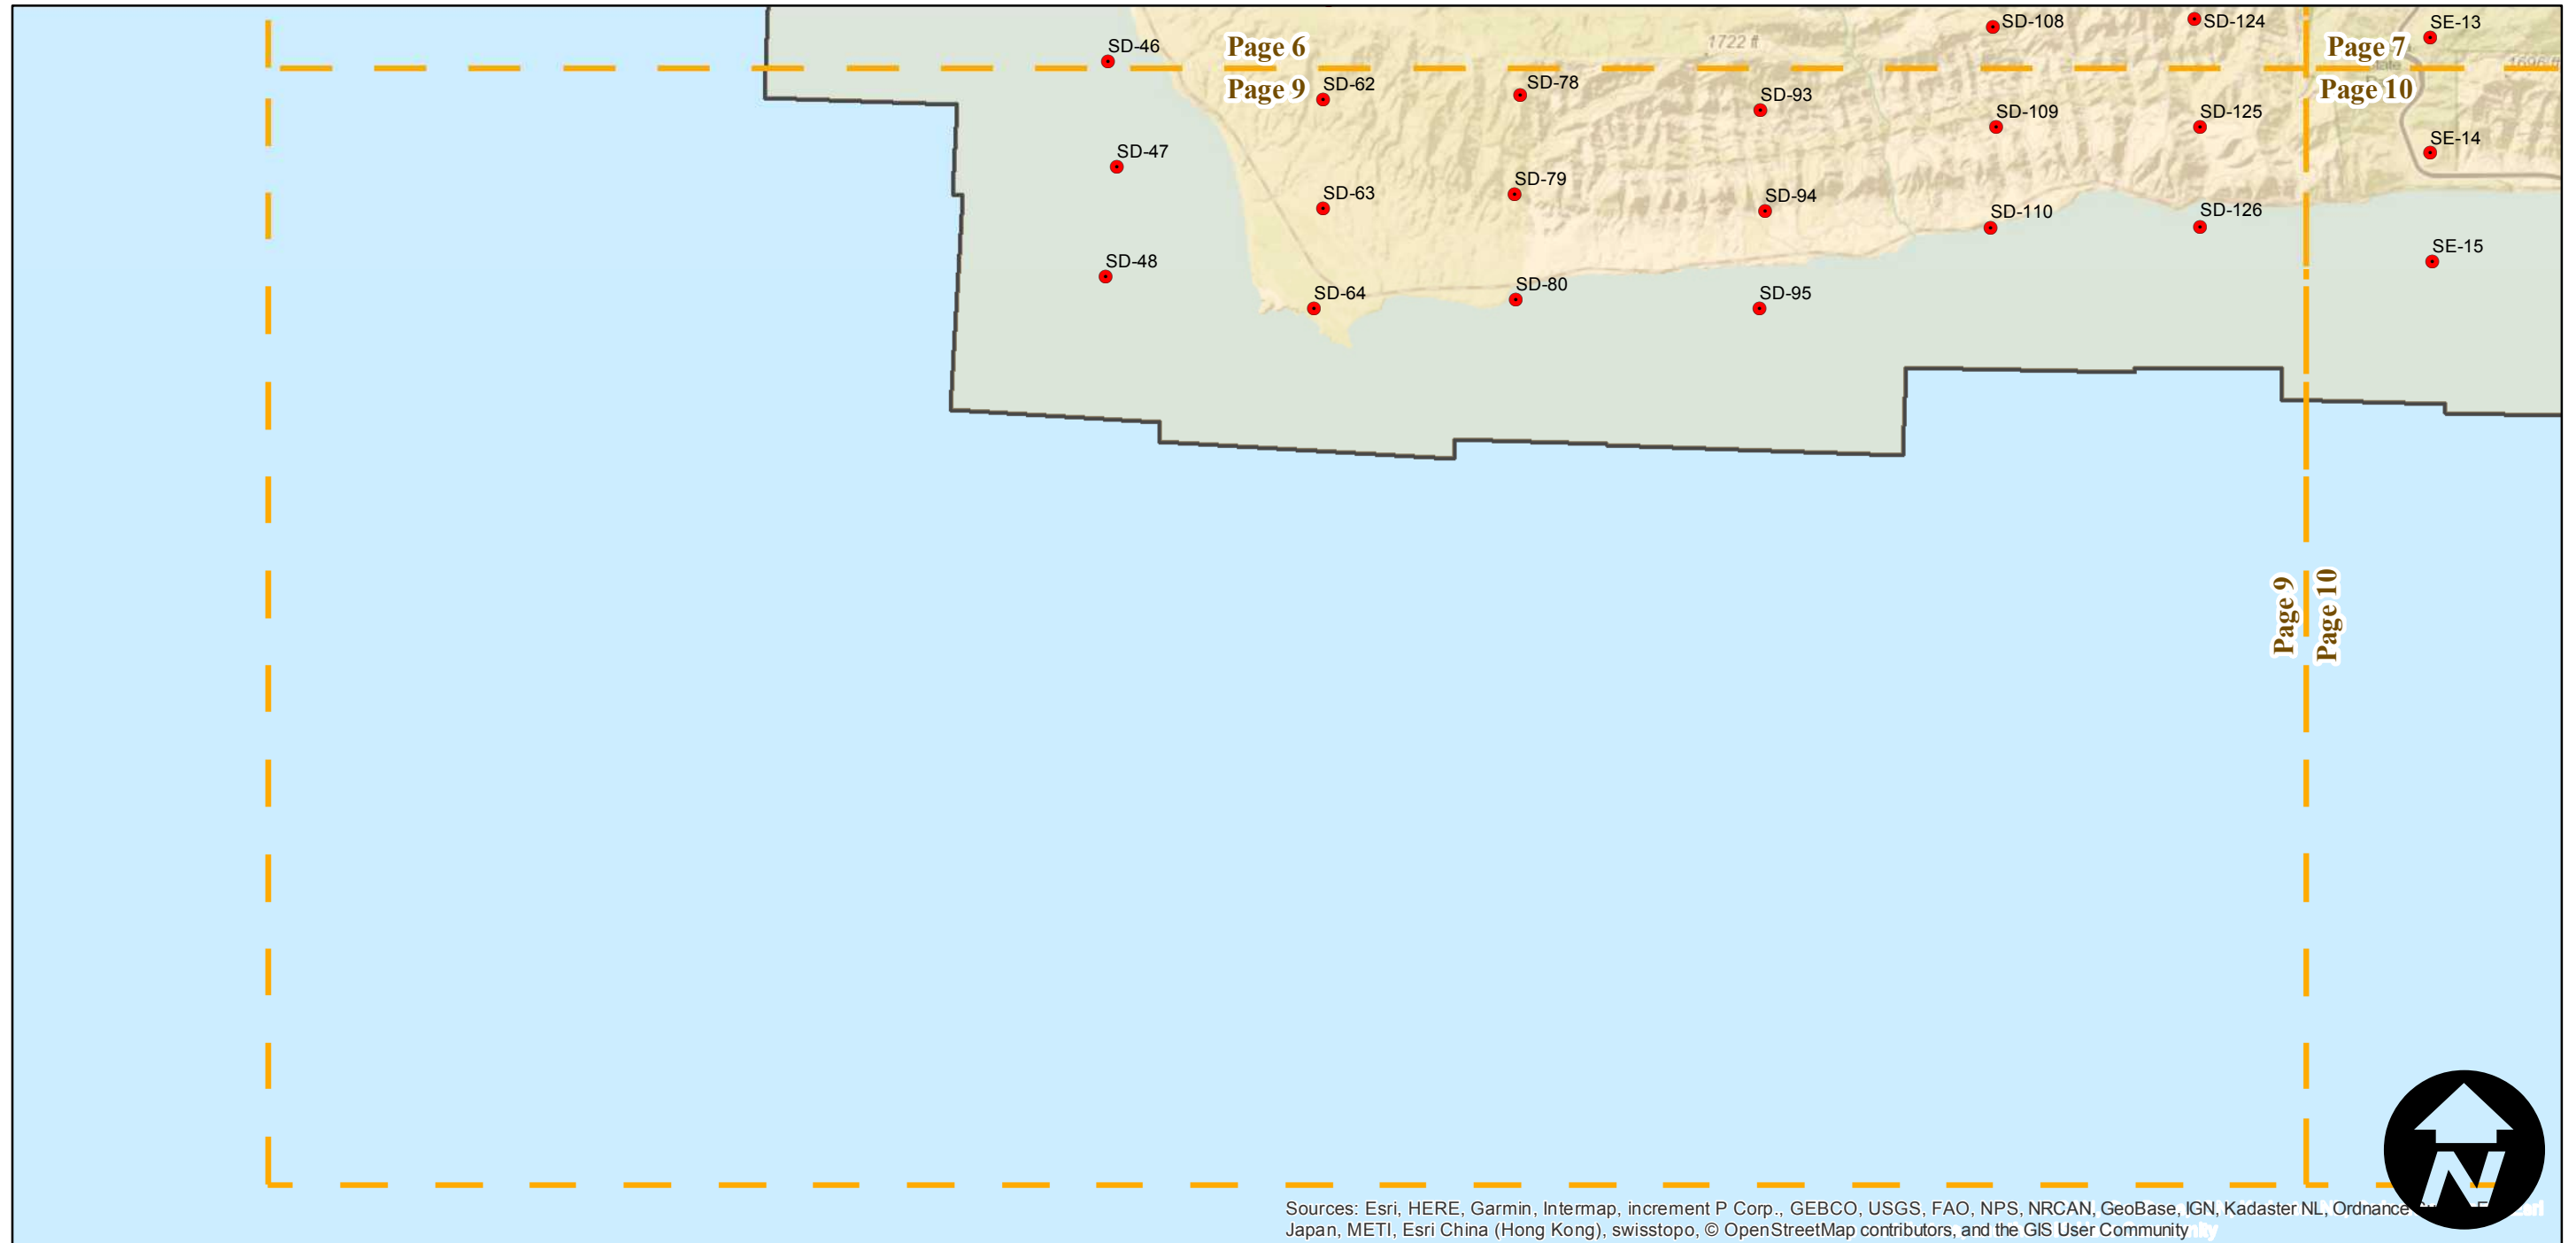 SD-108
SD-124
SE-13
SD-46
Page 6
1722 ft
Page 7
State
1696 ft
Page 9
SD-62
SD-78
SD-93
Page 10
SD-109
SD-125
SE-14
SD-47
SD-63
SD-79
SD-94
SD-110
SD-126
SE-15
SD-48
SD-64
SD-80
SD-95
Page 9
Page 10
N
Sources: Esri, HERE, Garmin, Intermap, increment P Corp., GEBCO, USGS, FAO, NPS, NRCAN, GeoBase, IGN, Kadaster NL, Ordnance
Japan, METI, Esri China (Hong Kong), swisstopo, © OpenStreetMap contributors, and the GIS User Community